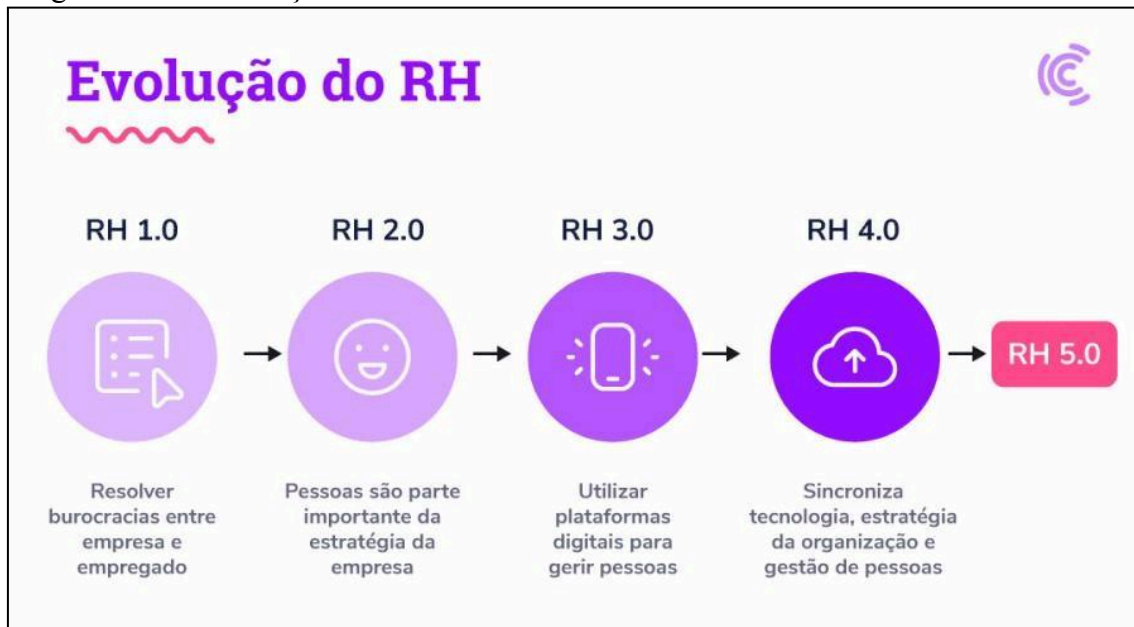 Evolução do RH
RH 1.0
RH 2.0
RH 3.0
RH 4.0
RH 5.0
Resolver
burocracias entre
empresa e
empregado
Pessoas são parte
importante da
estratégia da
empresa
Utilizar
plataformas
digitais para
gerir pessoas
Sincroniza
tecnologia, estratégia
da organização e
gestão de pessoas